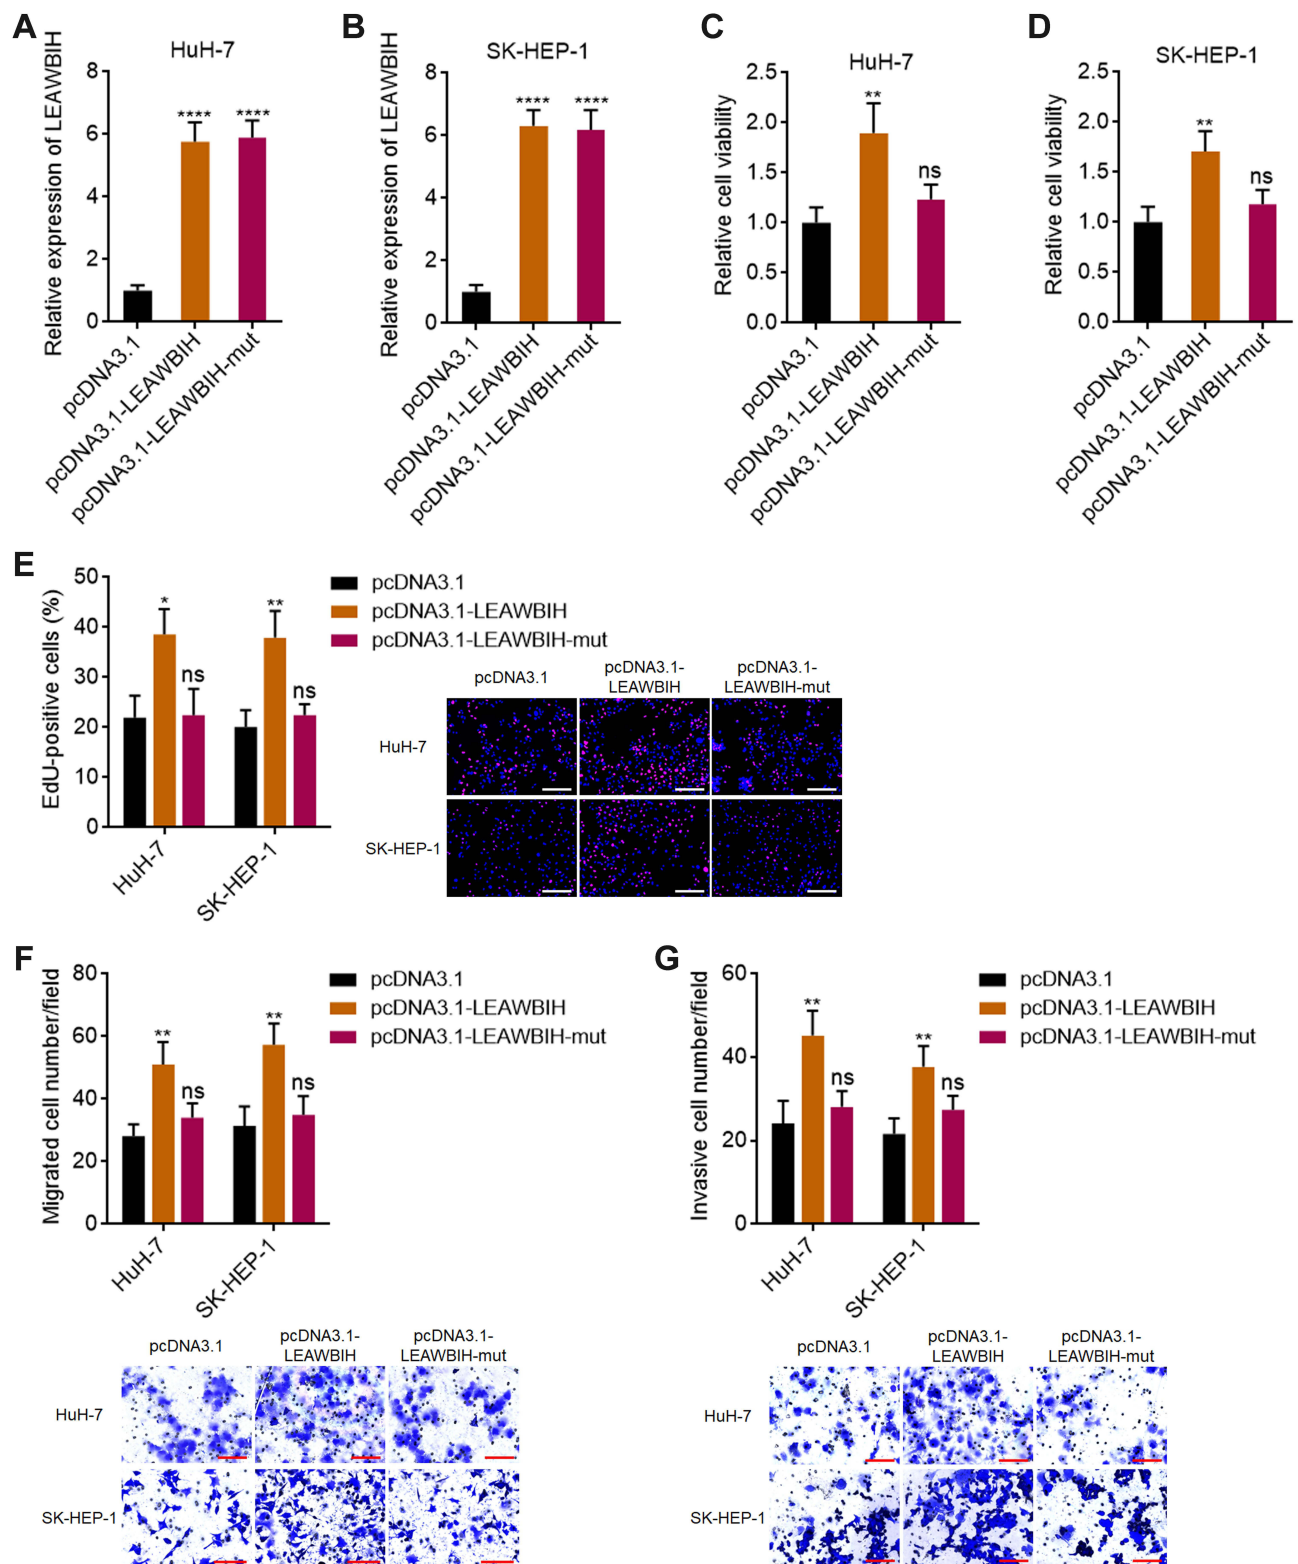 A
HuH-7
Relative expression of LEAWBIH
8
6
4
2
0
****
****
pcDNA3.1
pcDNA3.1-LEAWBIH
pcDNA3.1-LEAWBIH-mut
B
SK-HEP-1
Relative expression of LEAWBIH
8
6
4
2
0
****
****
pcDNA3.1
pcDNA3.1-LEAWBIH
pcDNA3.1-LEAWBIH-mut
C
HuH-7
Relative cell viability
2.5
2.0
1.5
1.0
0.5
0.0
**
ns
pcDNA3.1
pcDNA3.1-LEAWBIH
pcDNA3.1-LEAWBIH-mut
D
SK-HEP-1
Relative cell viability
2.5
2.0
1.5
1.0
0.5
0.0
**
ns
pcDNA3.1
pcDNA3.1-LEAWBIH
pcDNA3.1-LEAWBIH-mut
E
EdU-positive cells (%)
50
40
30
20
10
0
*
ns
**
ns
HuH-7
SK-HEP-1
pcDNA3.1
pcDNA3.1-LEAWBIH
pcDNA3.1-LEAWBIH-mut
pcDNA3.1
pcDNA3.1-
LEAWBIH
pcDNA3.1-
LEAWBIH-mut
HuH-7
SK-HEP-1
F
Migrated cell number/field
80
60
40
20
0
**
ns
**
ns
HuH-7
SK-HEP-1
pcDNA3.1
pcDNA3.1-LEAWBIH
pcDNA3.1-LEAWBIH-mut
pcDNA3.1
pcDNA3.1-
LEAWBIH
pcDNA3.1-
LEAWBIH-mut
HuH-7
SK-HEP-1
G
Invasive cell number/field
60
40
20
0
**
ns
**
ns
HuH-7
SK-HEP-1
pcDNA3.1
pcDNA3.1-LEAWBIH
pcDNA3.1-LEAWBIH-mut
pcDNA3.1
pcDNA3.1-
LEAWBIH
pcDNA3.1-
LEAWBIH-mut
HuH-7
SK-HEP-1